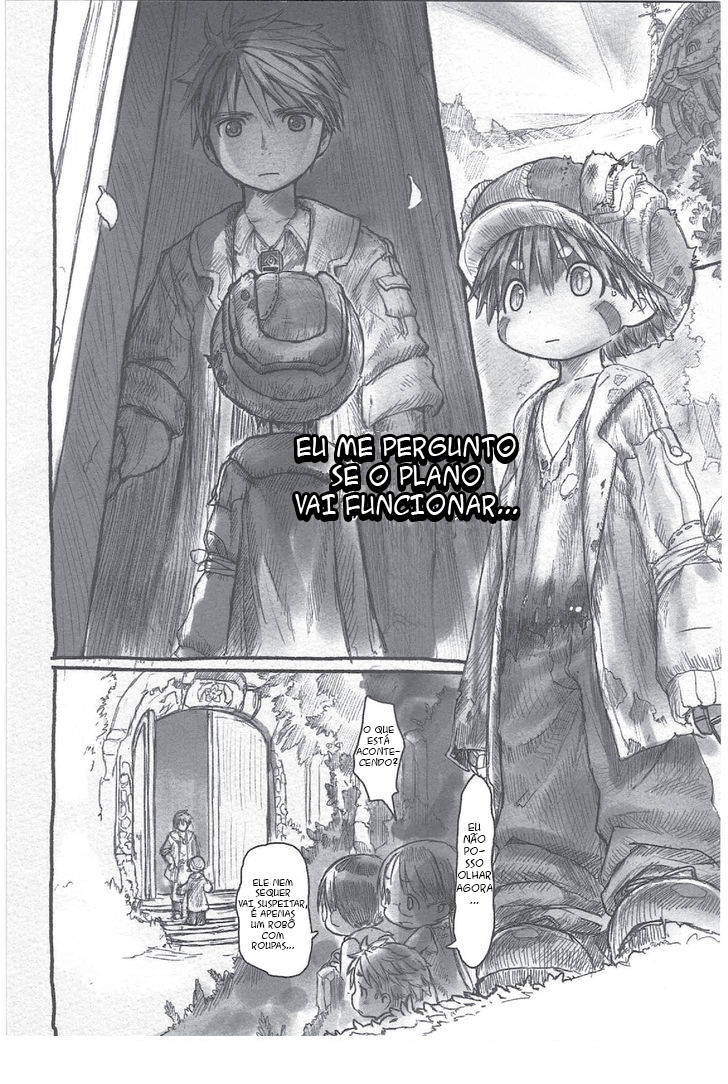 EU ME PERGUNTO
SE O PLANO
VAI FUNCIONAR...
O QUE
ESTÁ
ACONTE-
CENDO?
EU
NÃO
POS-
SO
OLHAR
AGORA
...
ELE NEM
SEQUER
VAI SUSPEITAR,
É APENAS
UM ROBÔ
COM
ROUPAS...